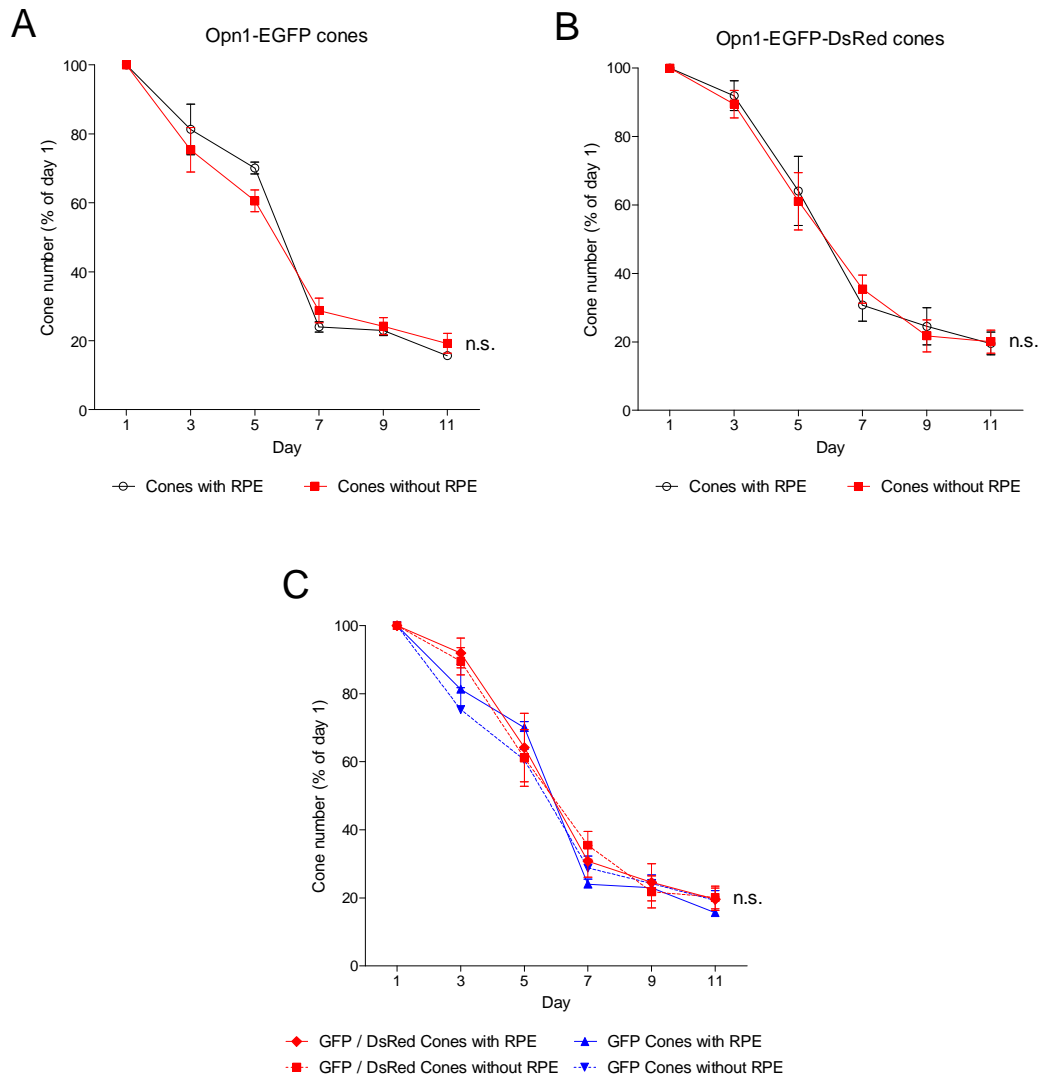 A
Opn1-EGFP cones
100
80
60
40
20
0
Cone number (% of day 1)
n.s.
1 3 5 7 9 11
Day
Cones with RPE Cones without RPE
B
Opn1-EGFP-DsRed cones
100
80
60
40
20
0
Cone number (% of day 1)
n.s.
1 3 5 7 9 11
Day
Cones with RPE Cones without RPE
C
100
80
60
40
20
0
Cone number (% of day 1)
n.s.
1 3 5 7 9 11
Day
GFP / DsRed Cones with RPE GFP Cones with RPE
GFP / DsRed Cones without RPE GFP Cones without RPE